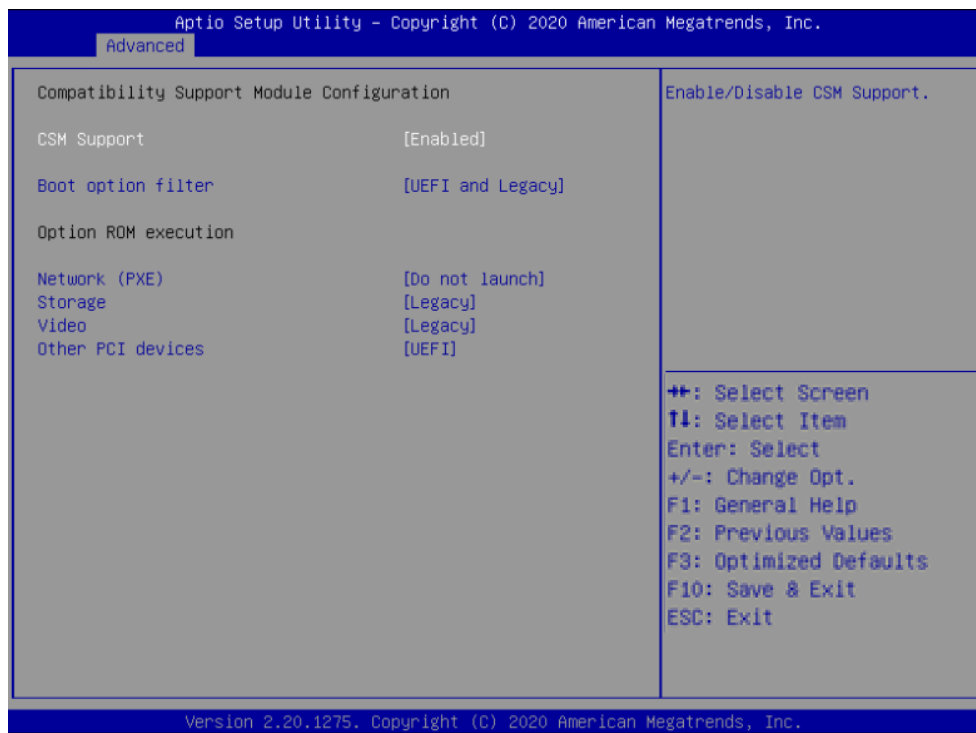 Aptio Setup Utility – Copyright (C) 2020 American Megatrends, Inc.
Advanced
Compatibility Support Module Configuration
CSM Support [Enabled]
Boot option filter [UEFI and Legacy]
Option ROM execution
Network (PXE) [Do not launch]
Storage [Legacy]
Video [Legacy]
Other PCI devices [UEFI]
Enable/Disable CSM Support.
→←: Select Screen
↑↓: Select Item
Enter: Select
+/-: Change Opt.
F1: General Help
F2: Previous Values
F3: Optimized Defaults
F10: Save & Exit
ESC: Exit
Version 2.20.1275. Copyright (C) 2020 American Megatrends, Inc.